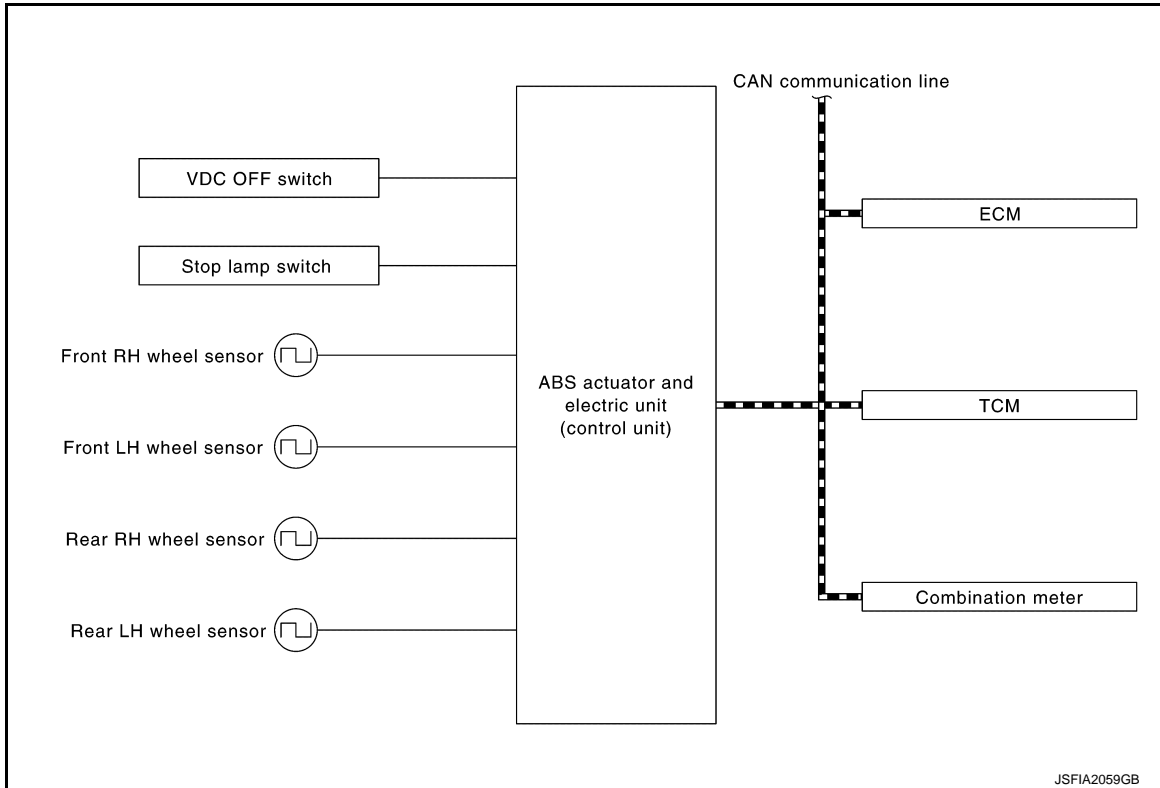 CAN communication line
VDC OFF switch
Stop lamp switch
Front RH wheel sensor
Front LH wheel sensor
Rear RH wheel sensor
Rear LH wheel sensor
ABS actuator and
electric unit
(control unit)
ECM
TCM
Combination meter
JSFIA2059GB